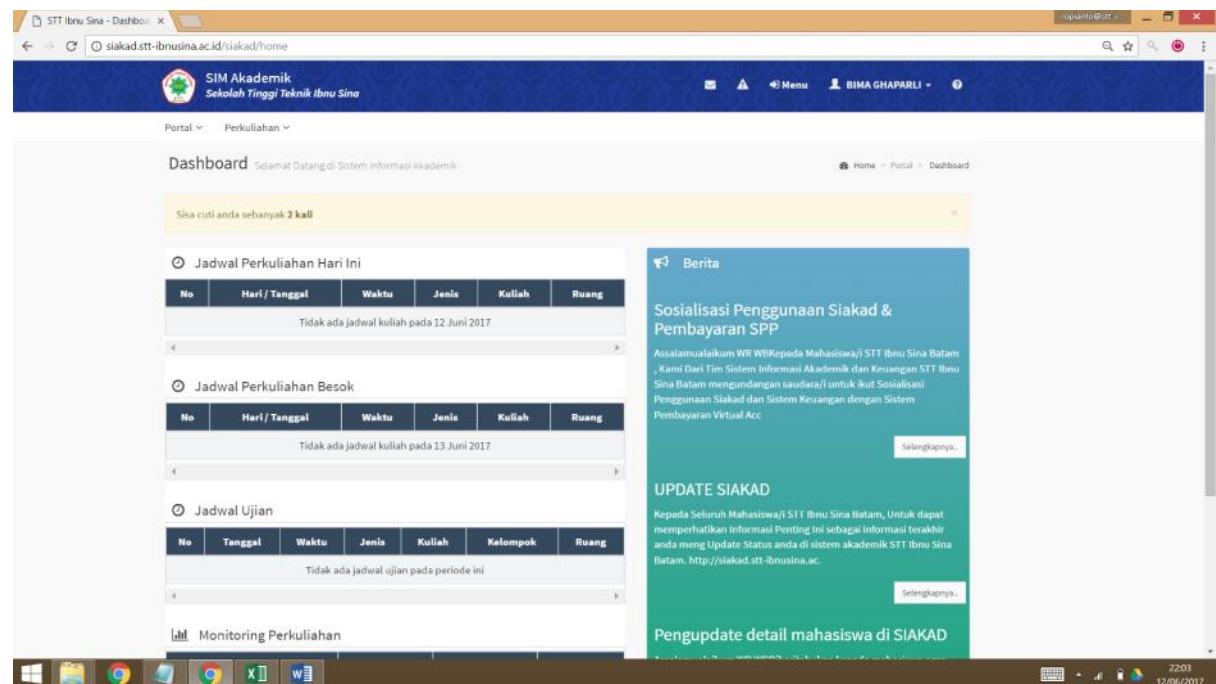 STT Ibnu Sina - Dashboa
siakad.stt-ibnusina.ac.id/siakad/home
SIM Akademik
Sekolah Tinggi Teknik Ibnu Sina
Menu BIMA GHAPARLI
Portal Perkuliahan
Dashboard Selamat Datang di Sistem Informasi Akademik
Home Portal Dashboard
Sisa cuti anda sebanyak 2 kali
Jadwal Perkuliahan Hari Ini
No Hari / Tanggal Waktu Jenis Kuliah Ruang
Tidak ada jadwal kuliah pada 12 Juni 2017
Jadwal Perkuliahan Besok
No Hari / Tanggal Waktu Jenis Kuliah Ruang
Tidak ada jadwal kuliah pada 13 Juni 2017
Jadwal Ujian
No Tanggal Waktu Jenis Kuliah Kelompok Ruang
Tidak ada jadwal ujian pada periode ini
Monitoring Perkuliahan
Berita
Sosialisasi Penggunaan Siakad &
Pembayaran SPP
Assalamualaikum WR WBKepada Mahasiswa/i STT Ibnu Sina Batam
, Kami Dari Tim Sistem Informasi Akademik dan Keuangan STT Ibnu
Sina Batam mengundangan saudara/i untuk ikut Sosialisasi
Penggunaan Siakad dan Sistem Keuangan dengan Sistem
Pembayaran Virtual Acc
Selengkapnya..
UPDATE SIAKAD
Kepada Seluruh Mahasiswa/i STT Ibnu Sina Batam, Untuk dapat
memperhatikan Informasi Penting Ini sebagai informasi terakhir
anda meng Update Status anda di sistem akademik STT Ibnu Sina
Batam. http://siakad.stt-ibnusina.ac.
Selengkapnya..
Pengupdate detail mahasiswa di SIAKAD
22:03
12/06/2017